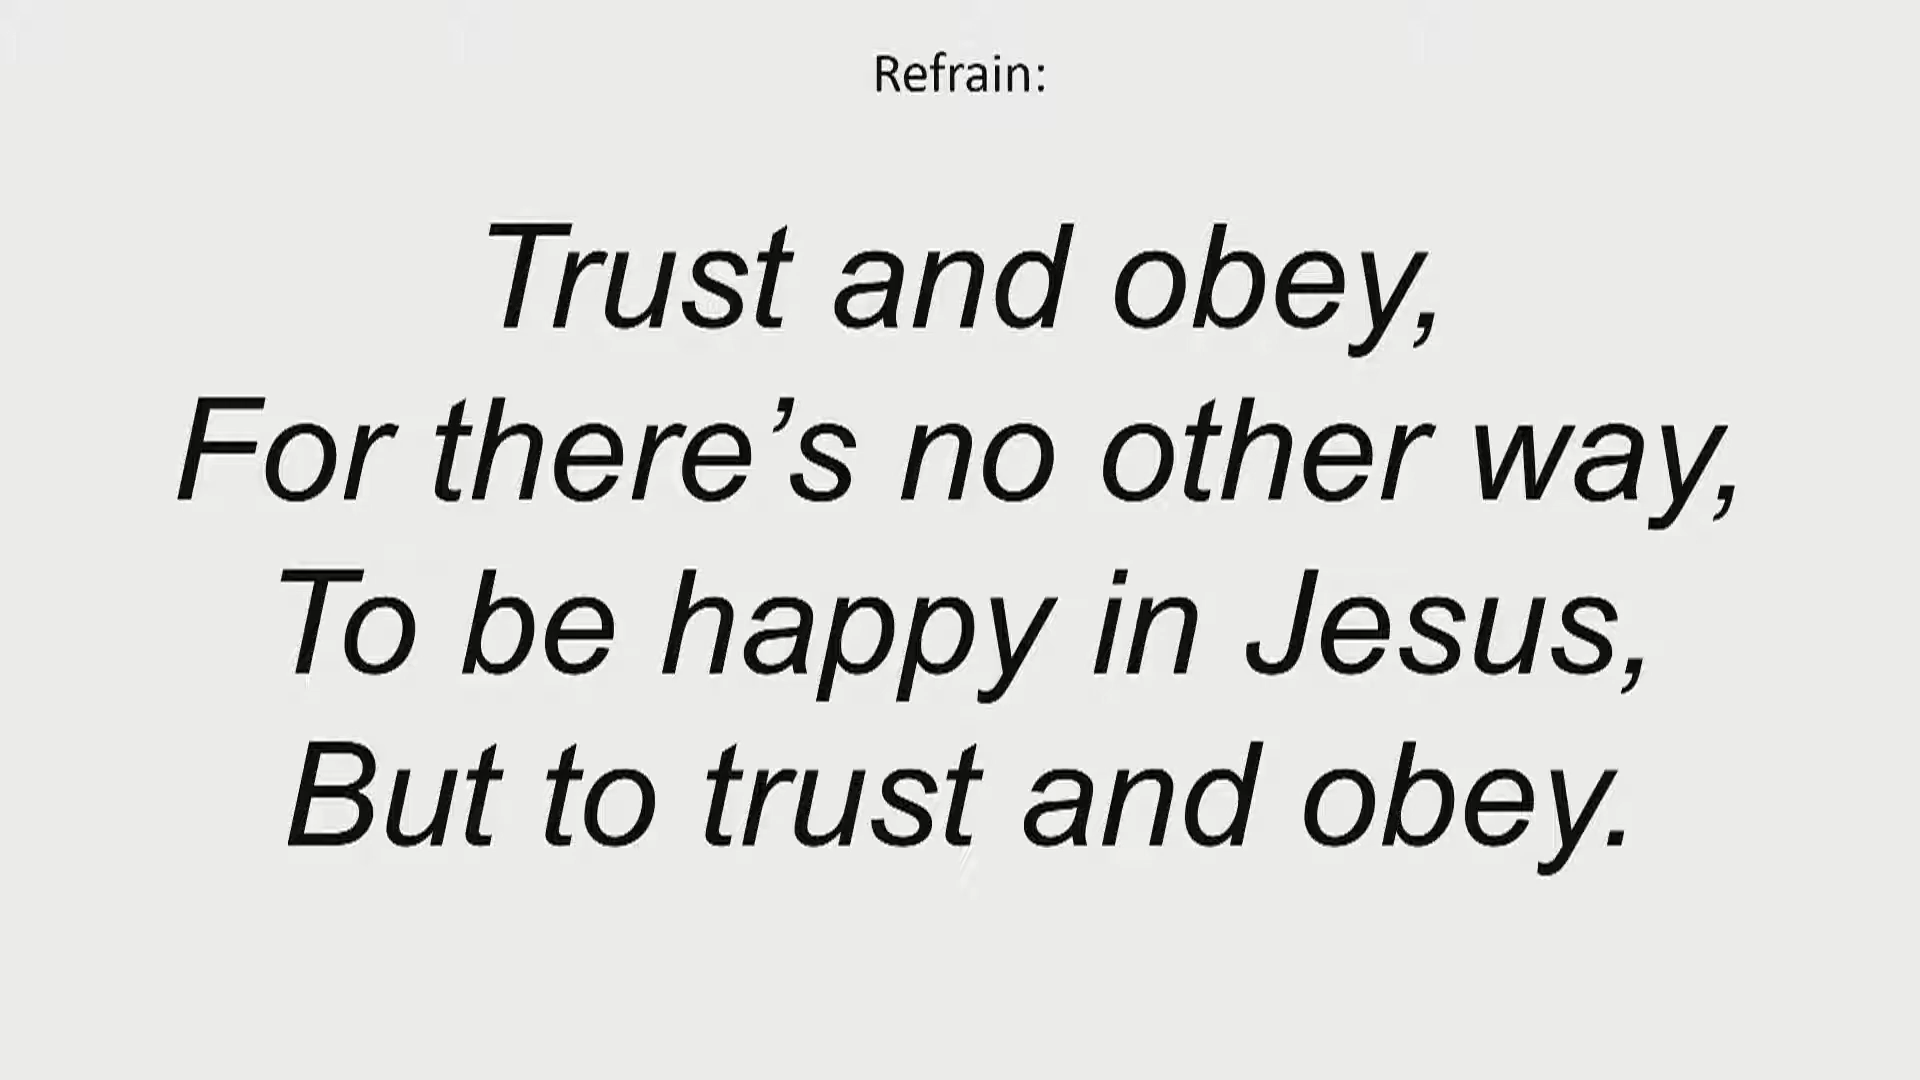 Refrain:
Trust and obey,
For there’s no other way,
To be happy in Jesus,
But to trust and obey.